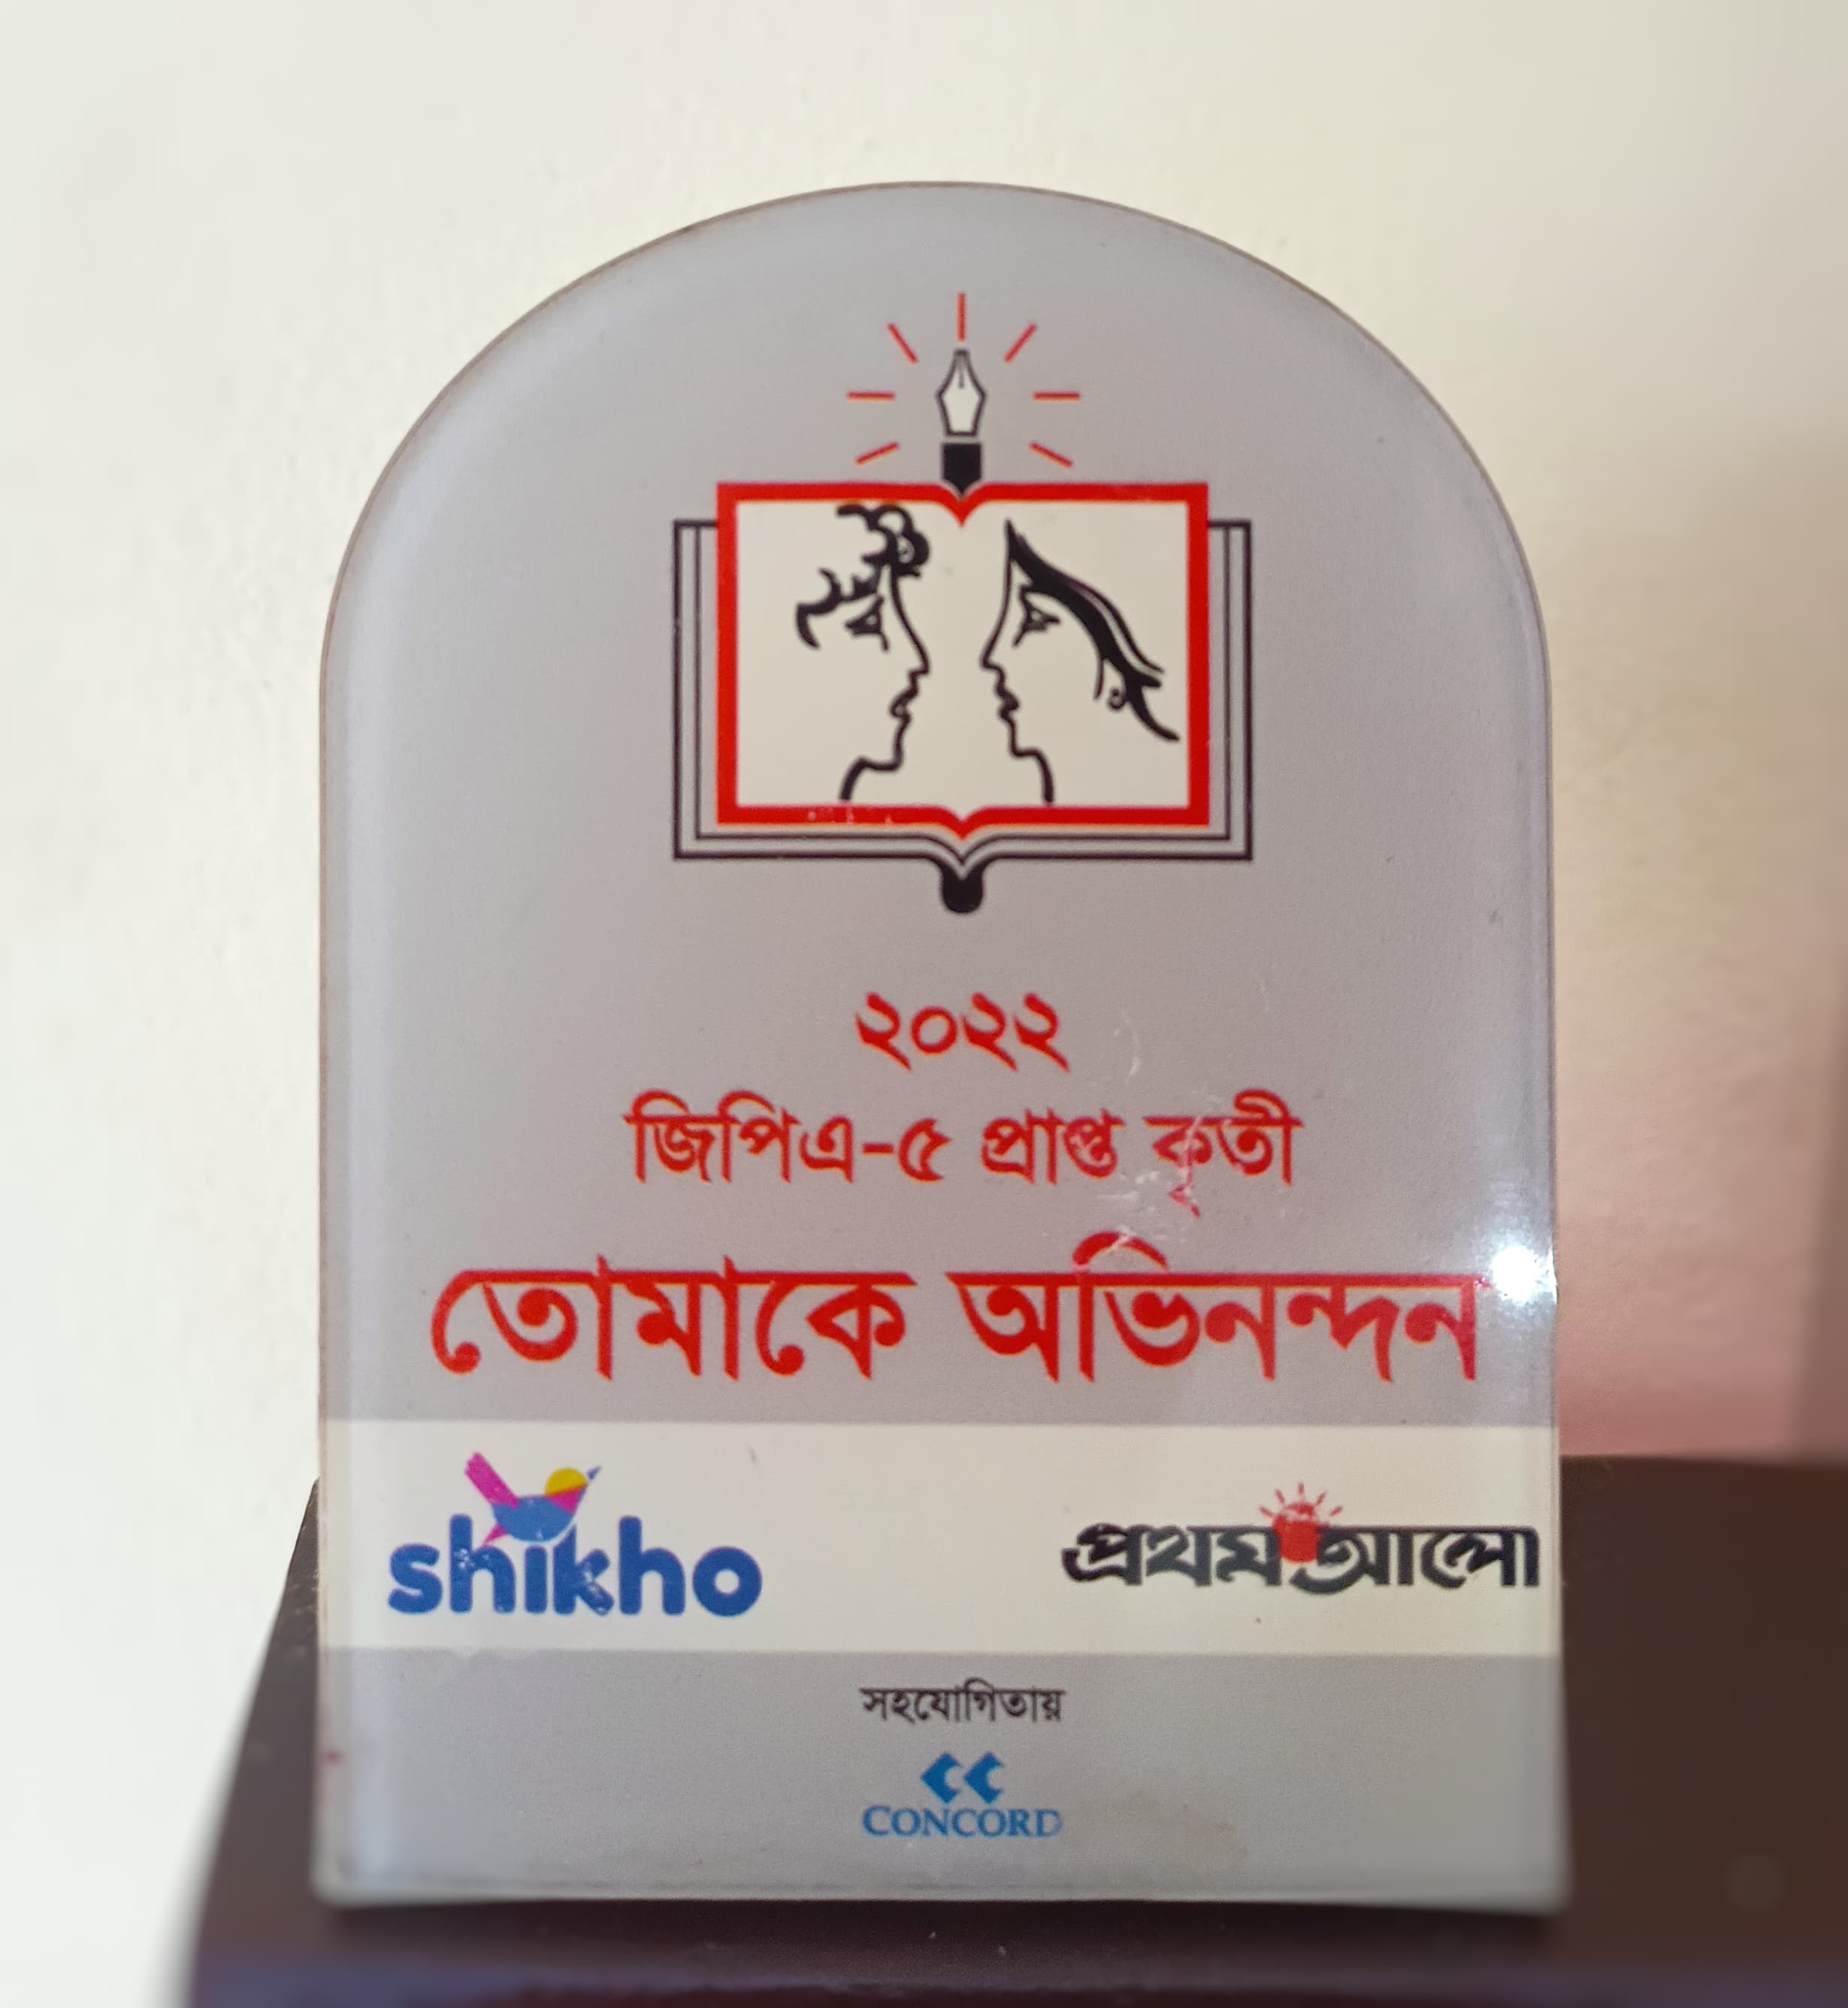 ২০২২
জিপিএ-৫ প্রাপ্ত কৃতী
তোমাকে অভিনন্দন
shikho প্রথম আলো
সহযোগিতায়
CONCORD